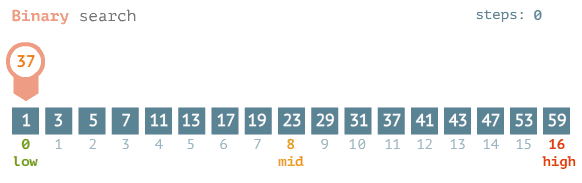 Binary search
steps: 0
37
1 3 5 7 11 13 17 19 23 29 31 37 41 43 47 53 59
0 1 2 3 4 5 6 7 8 9 10 11 12 13 14 15 16
low mid high